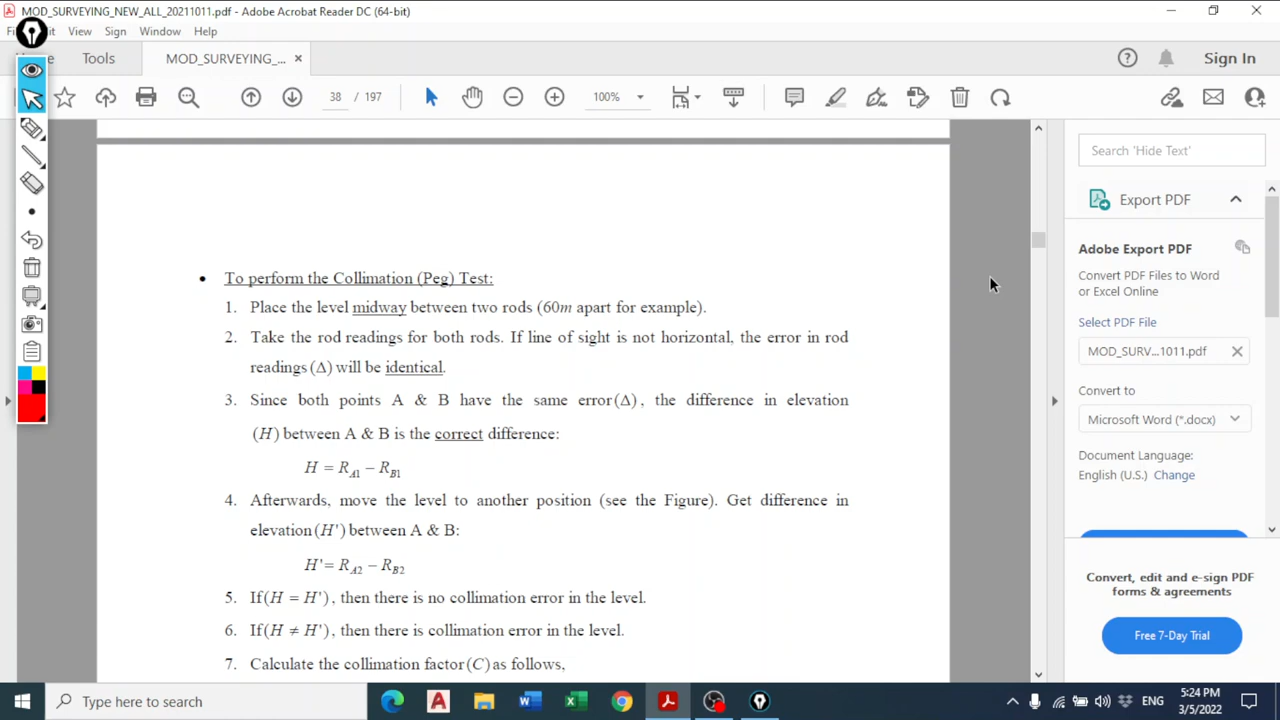 MOD_SURVEYING_NEW_ALL_20211011.pdf - Adobe Acrobat Reader DC (64-bit)
View Sign Window Help
Tools MOD_SURVEYING_... Sign In
38 / 197 100%
Search 'Hide Text'
Export PDF
Adobe Export PDF
Convert PDF Files to Word
or Excel Online
Select PDF File
MOD_SURV...1011.pdf
Convert to
Microsoft Word (*.docx)
Document Language:
English (U.S.) Change
Convert, edit and e-sign PDF
forms & agreements
Free 7-Day Trial
• To perform the Collimation (Peg) Test:
1. Place the level midway between two rods (60m apart for example).
2. Take the rod readings for both rods. If line of sight is not horizontal, the error in rod
readings (Δ) will be identical.
3. Since both points A & B have the same error (Δ), the difference in elevation
(H) between A & B is the correct difference:
H = R_A1 − R_B1
4. Afterwards, move the level to another position (see the Figure). Get difference in
elevation (H') between A & B:
H' = R_A2 − R_B2
5. If (H = H'), then there is no collimation error in the level.
6. If (H ≠ H'), then there is collimation error in the level.
7. Calculate the collimation factor (C) as follows,
Type here to search
ENG
5:24 PM
3/5/2022